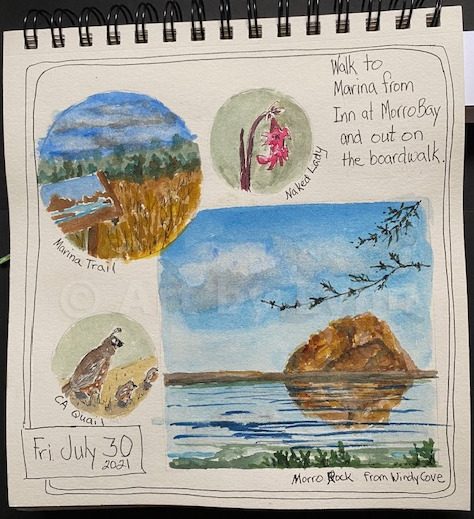 Walk to
Marina from
Inn at Morro Bay
and out on
the boardwalk.
Naked Lady
Marina Trail
CA Quail
Fri July 30
2021
Morro Rock from Windy Cove